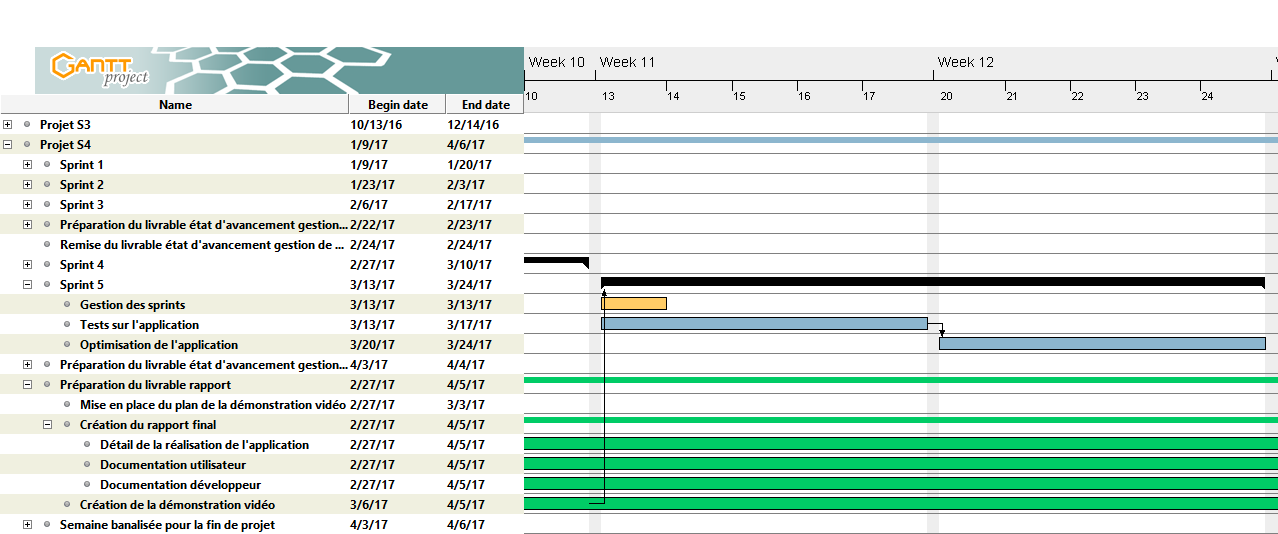 GANTT
project
Week 10 Week 11 Week 12
10 13 14 15 16 17 20 21 22 23 24
Name Begin date End date
Projet S3 10/13/16 12/14/16
Projet S4 1/9/17 4/6/17
Sprint 1 1/9/17 1/20/17
Sprint 2 1/23/17 2/3/17
Sprint 3 2/6/17 2/17/17
Préparation du livrable état d'avancement gestion... 2/22/17 2/23/17
Remise du livrable état d'avancement gestion de ... 2/24/17 2/24/17
Sprint 4 2/27/17 3/10/17
Sprint 5 3/13/17 3/24/17
Gestion des sprints 3/13/17 3/13/17
Tests sur l'application 3/13/17 3/17/17
Optimisation de l'application 3/20/17 3/24/17
Préparation du livrable état d'avancement gestion... 4/3/17 4/4/17
Préparation du livrable rapport 2/27/17 4/5/17
Mise en place du plan de la démonstration vidéo 2/27/17 3/3/17
Création du rapport final 2/27/17 4/5/17
Détail de la réalisation de l'application 2/27/17 4/5/17
Documentation utilisateur 2/27/17 4/5/17
Documentation développeur 2/27/17 4/5/17
Création de la démonstration vidéo 3/6/17 4/5/17
Semaine banalisée pour la fin de projet 4/3/17 4/6/17